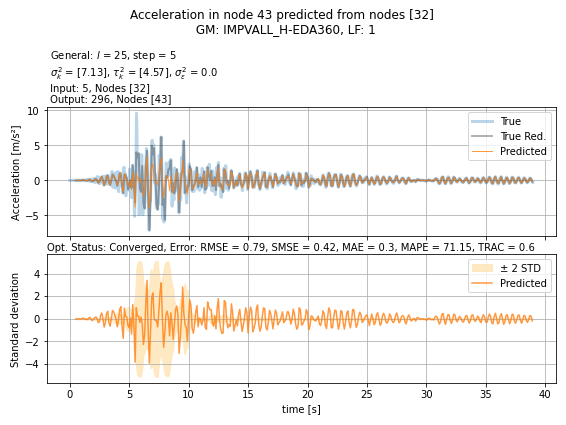 Acceleration in node 43 predicted from nodes [32]
GM: IMPVALL_H-EDA360, LF: 1
General: l = 25, step = 5
σ²ₖ = [7.13], τ²ₖ = [4.57], σ²ₑ = 0.0
Input: 5, Nodes [32]
Output: 296, Nodes [43]
10
5
0
−5
Acceleration [m/s²]
True
True Red.
Predicted
Opt. Status: Converged, Error: RMSE = 0.79, SMSE = 0.42, MAE = 0.3, MAPE = 71.15, TRAC = 0.6
4
2
0
−2
−4
Standard deviation
± 2 STD
Predicted
0 5 10 15 20 25 30 35 40
time [s]